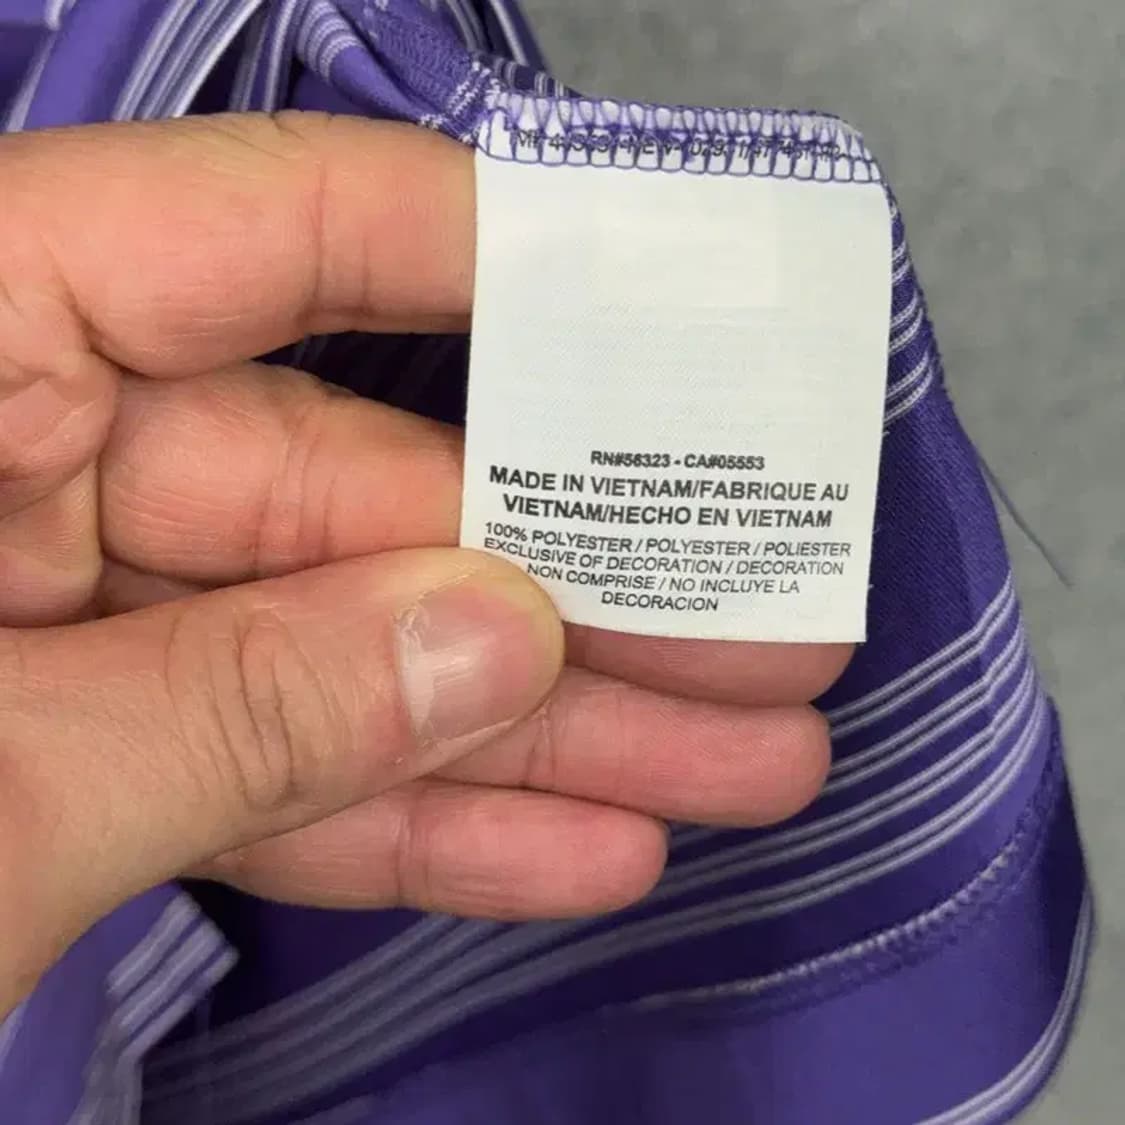 RN#56323 - CA#05553
MADE IN VIETNAM/FABRIQUE AU
VIETNAM/HECHO EN VIETNAM
100% POLYESTER / POLYESTER / POLIESTER
EXCLUSIVE OF DECORATION / DECORATION
NON COMPRISE / NO INCLUYE LA
DECORACION